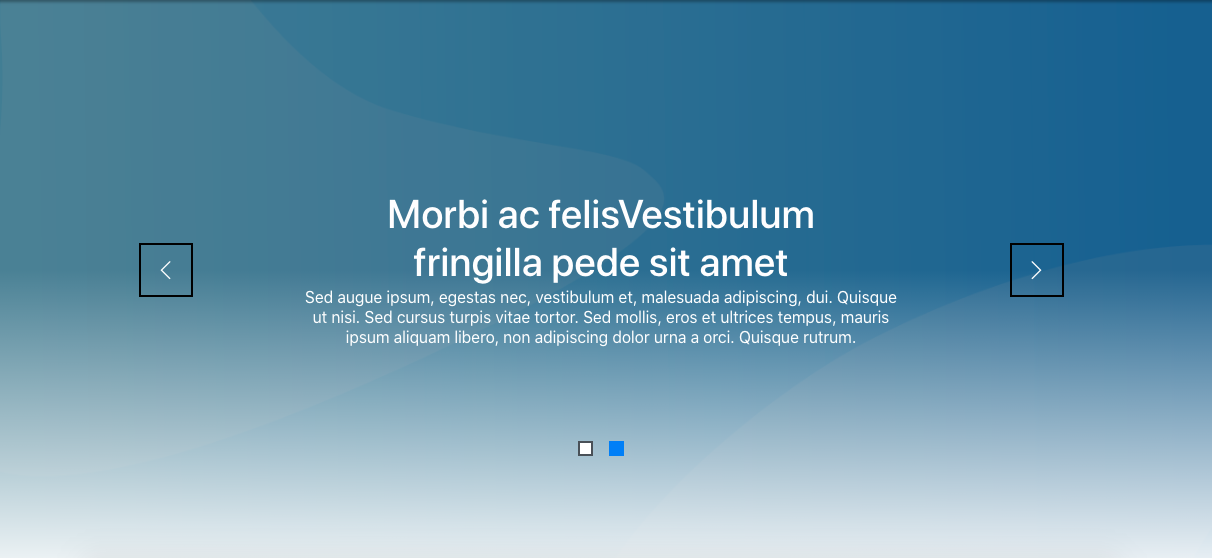 Morbi ac felisVestibulum
fringilla pede sit amet
Sed augue ipsum, egestas nec, vestibulum et, malesuada adipiscing, dui. Quisque
ut nisi. Sed cursus turpis vitae tortor. Sed mollis, eros et ultrices tempus, mauris
ipsum aliquam libero, non adipiscing dolor urna a orci. Quisque rutrum.